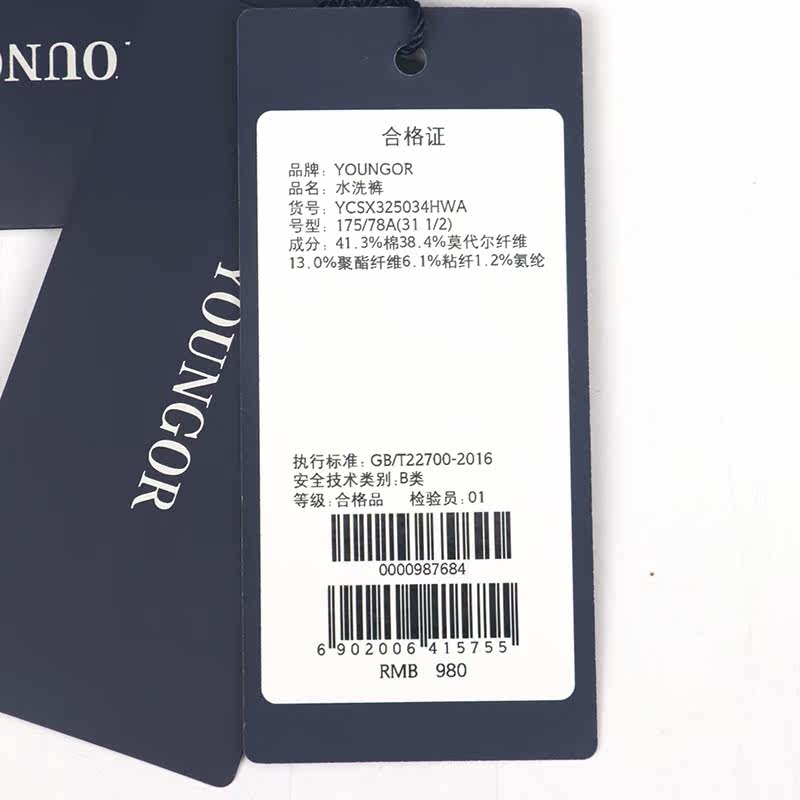 OUNO
YOUNGOR
合格证
品牌: YOUNGOR
品名: 水洗裤
货号: YCSX325034HWA
号型: 175/78A(31 1/2)
成分: 41.3%棉38.4%莫代尔纤维
13.0%聚酯纤维6.1%粘纤1.2%氨纶
执行标准: GB/T22700-2016
安全技术类别:B类
等级:合格品 检验员:01
0000987684
6 902006 415755
RMB 980